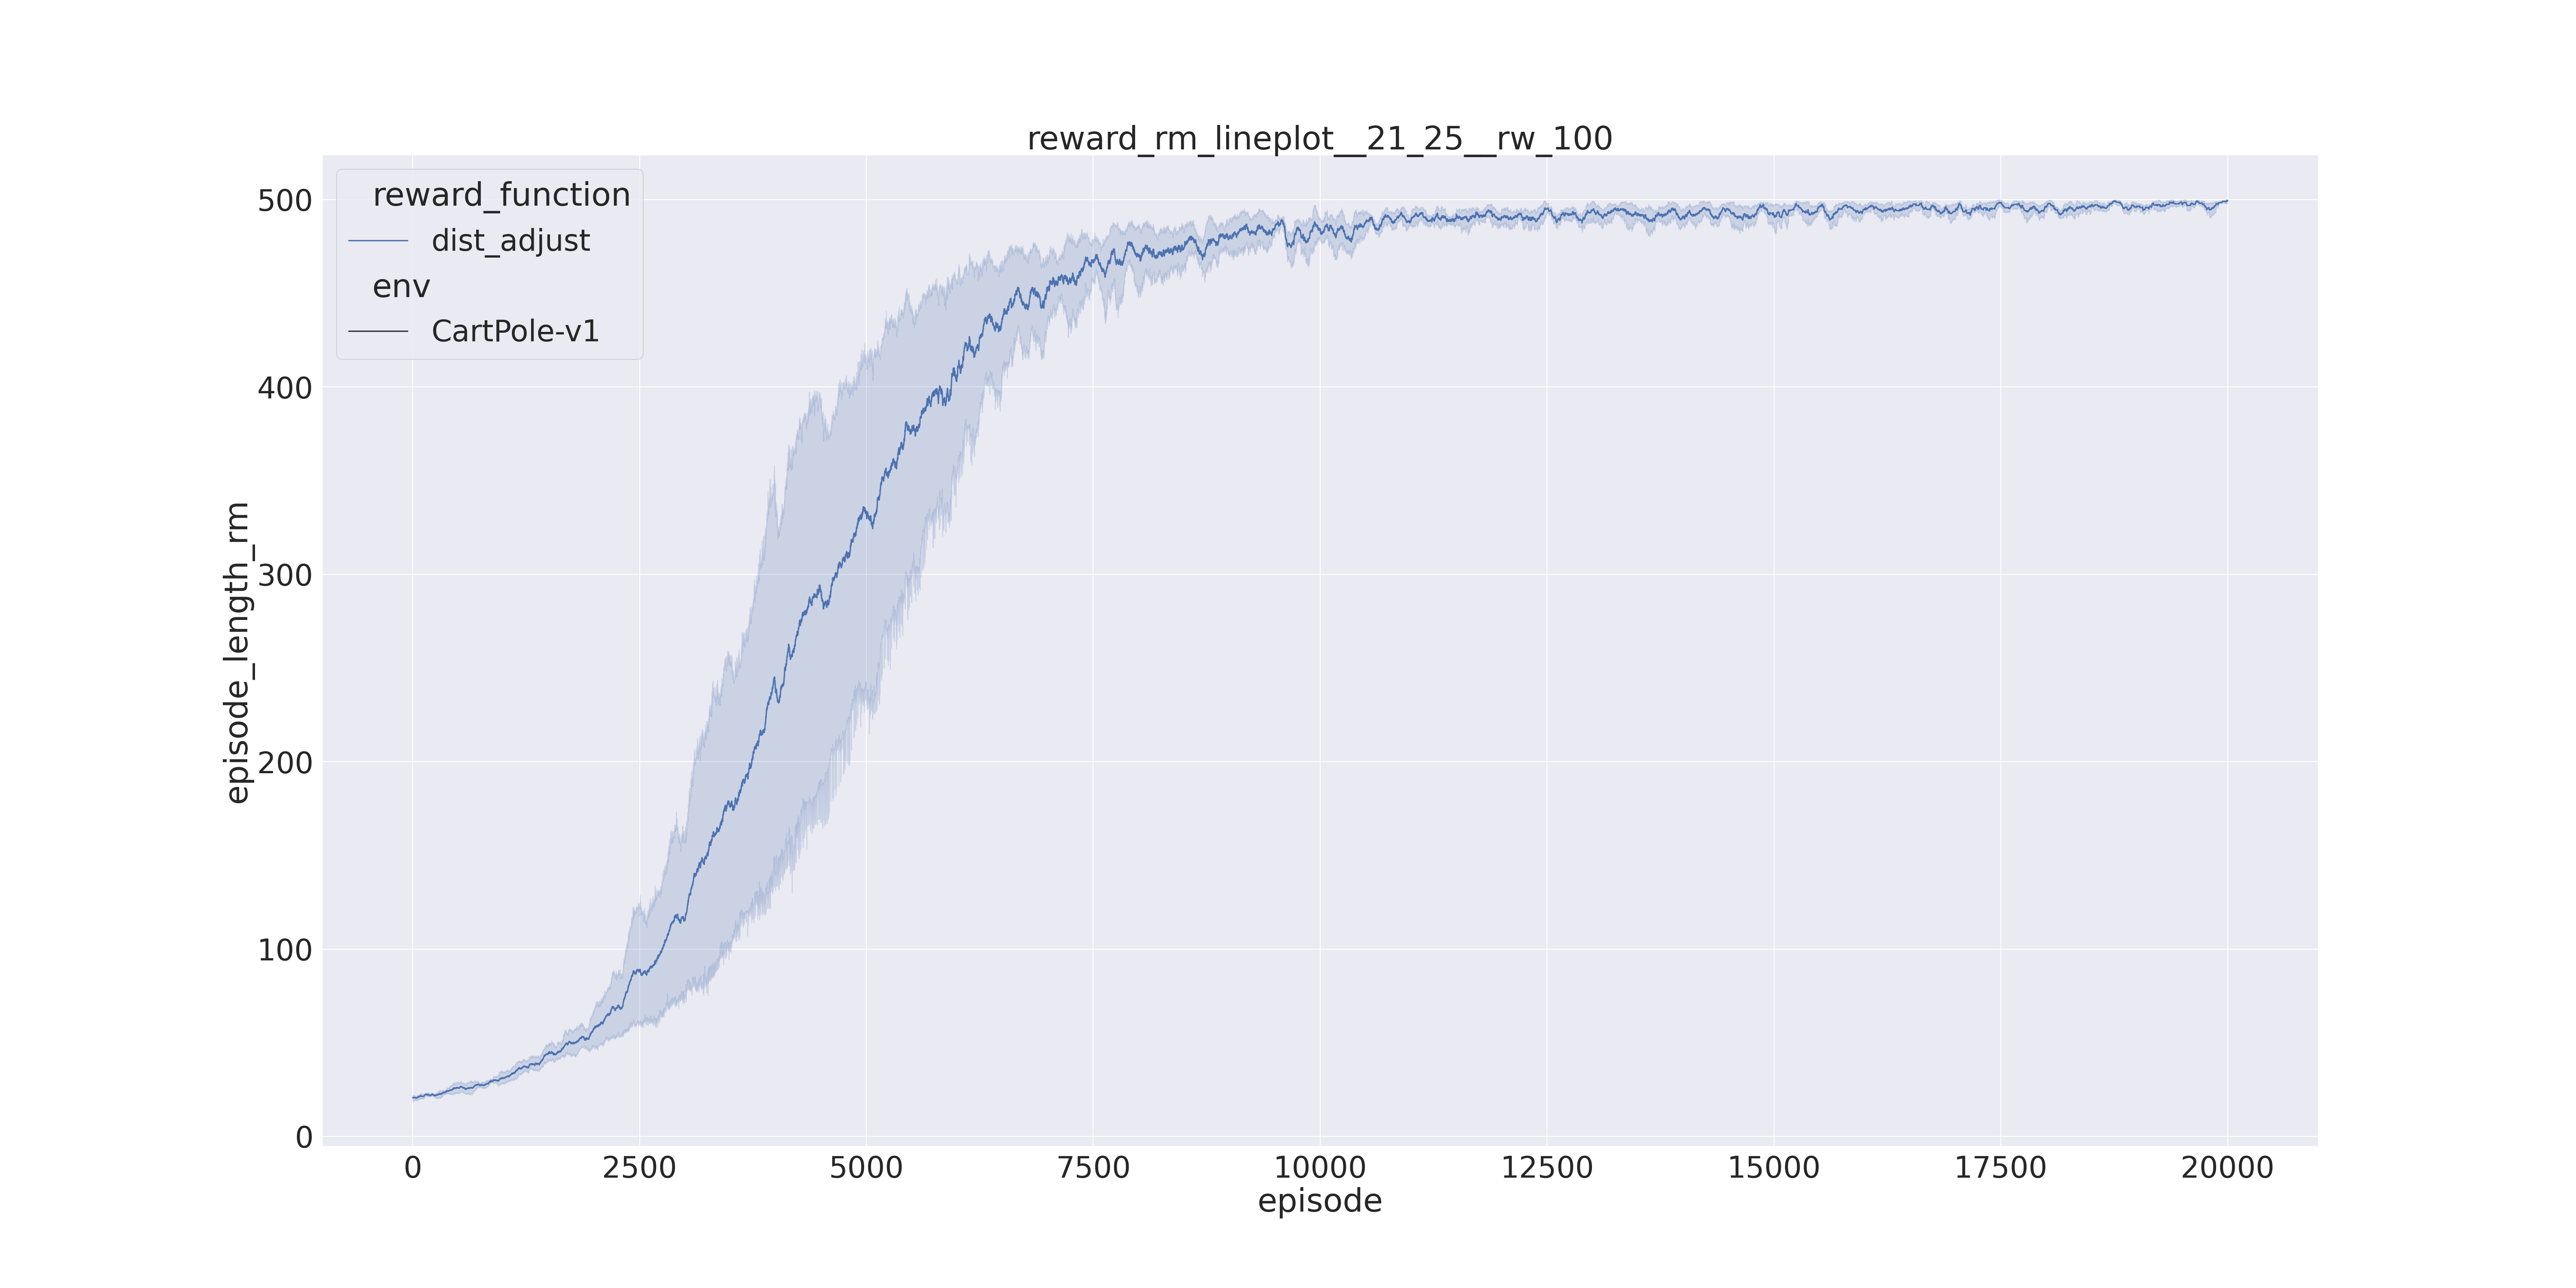 reward_rm_lineplot__21_25__rw_100
reward_function
dist_adjust
env
CartPole-v1
episode_length_rm
500
400
300
200
100
0
0 2500 5000 7500 10000 12500 15000 17500 20000
episode